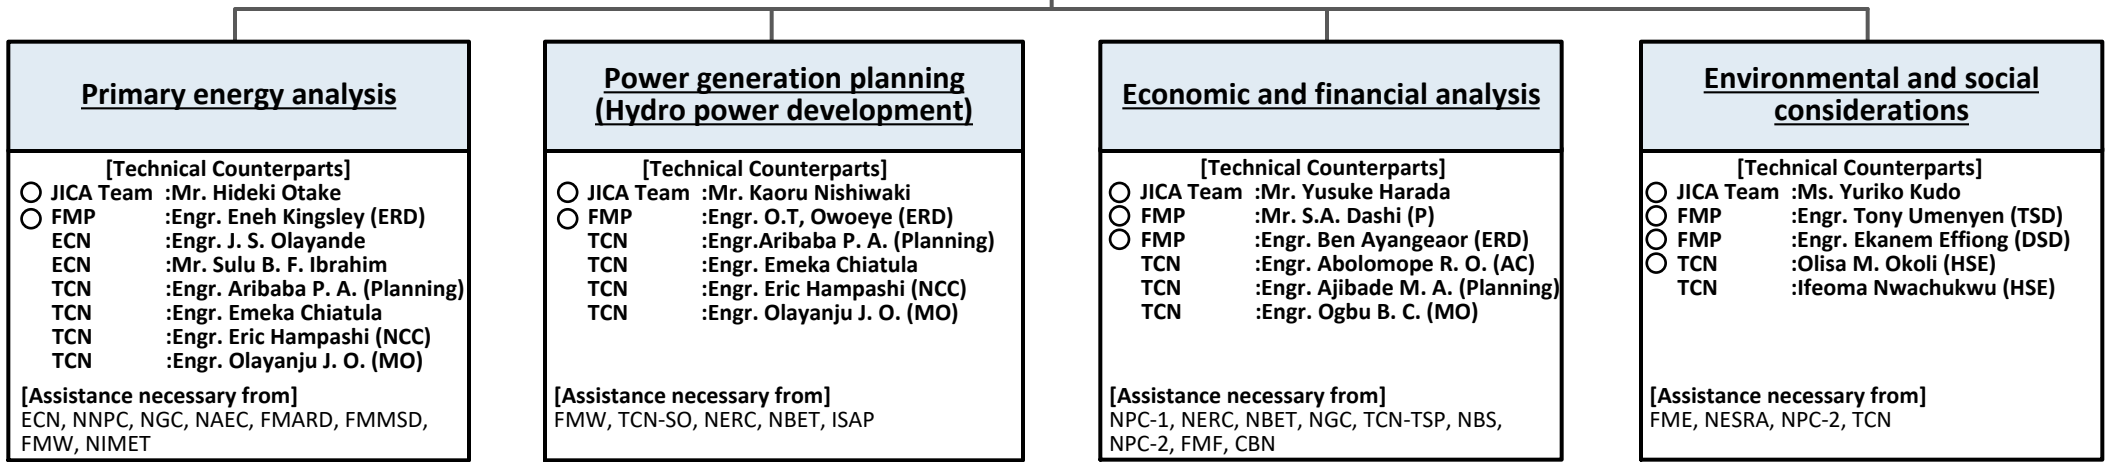 Primary energy analysis
[Technical Counterparts]
○ JICA Team :Mr. Hideki Otake
○ FMP :Engr. Eneh Kingsley (ERD)
ECN :Engr. J. S. Olayande
ECN :Mr. Sulu B. F. Ibrahim
TCN :Engr. Aribaba P. A. (Planning)
TCN :Engr. Emeka Chiatula
TCN :Engr. Eric Hampashi (NCC)
TCN :Engr. Olayanju J. O. (MO)
[Assistance necessary from]
ECN, NNPC, NGC, NAEC, FMARD, FMMSD,
FMW, NIMET
Power generation planning
(Hydro power development)
[Technical Counterparts]
○ JICA Team :Mr. Kaoru Nishiwaki
○ FMP :Engr. O.T, Owoeye (ERD)
TCN :Engr.Aribaba P. A. (Planning)
TCN :Engr. Emeka Chiatula
TCN :Engr. Eric Hampashi (NCC)
TCN :Engr. Olayanju J. O. (MO)
[Assistance necessary from]
FMW, TCN-SO, NERC, NBET, ISAP
Economic and financial analysis
[Technical Counterparts]
○ JICA Team :Mr. Yusuke Harada
○ FMP :Mr. S.A. Dashi (P)
○ FMP :Engr. Ben Ayangeaor (ERD)
TCN :Engr. Abolomope R. O. (AC)
TCN :Engr. Ajibade M. A. (Planning)
TCN :Engr. Ogbu B. C. (MO)
[Assistance necessary from]
NPC-1, NERC, NBET, NGC, TCN-TSP, NBS,
NPC-2, FMF, CBN
Environmental and social
considerations
[Technical Counterparts]
○ JICA Team :Ms. Yuriko Kudo
○ FMP :Engr. Tony Umenyen (TSD)
○ FMP :Engr. Ekanem Effiong (DSD)
○ TCN :Olisa M. Okoli (HSE)
TCN :Ifeoma Nwachukwu (HSE)
[Assistance necessary from]
FME, NESRA, NPC-2, TCN